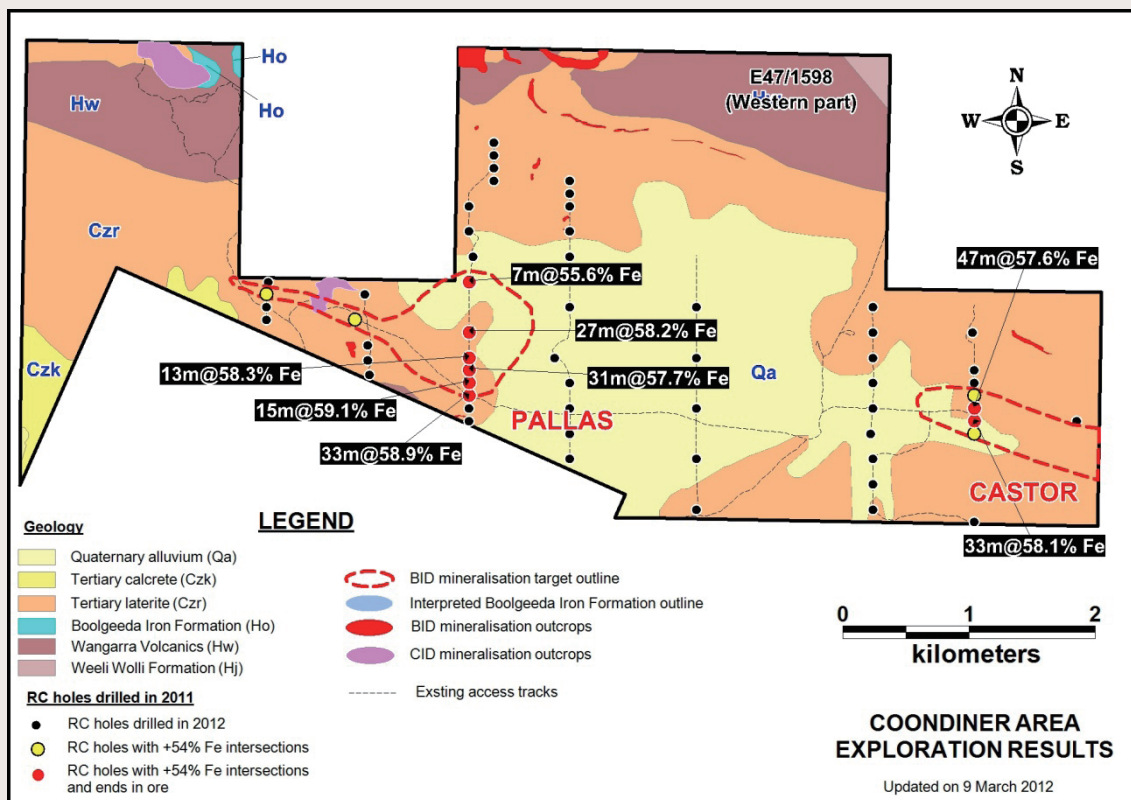 Ho
Ho
Hw
E47/1598
(Western part)
N
W
E
S
Czr
47m@57.6% Fe
7m@55.6% Fe
27m@58.2% Fe
13m@58.3% Fe
31m@57.7% Fe
Czk
Qa
15m@59.1% Fe
PALLAS
33m@58.9% Fe
CASTOR
33m@58.1% Fe
LEGEND
Geology
Quaternary alluvium (Qa)
Tertiary calcrete (Czk)
Tertiary laterite (Czr)
Boolgeeda Iron Formation (Ho)
Wangarra Volcanics (Hw)
Weeli Wolli Formation (Hj)
RC holes drilled in 2011
RC holes drilled in 2012
RC holes with +54% Fe intersections
RC holes with +54% Fe intersections
and ends in ore
BID mineralisation target outline
Interpreted Boolgeeda Iron Formation outline
BID mineralisation outcrops
CID mineralisation outcrops
Exsting access tracks
0 1 2
kilometers
COONDINER AREA
EXPLORATION RESULTS
Updated on 9 March 2012